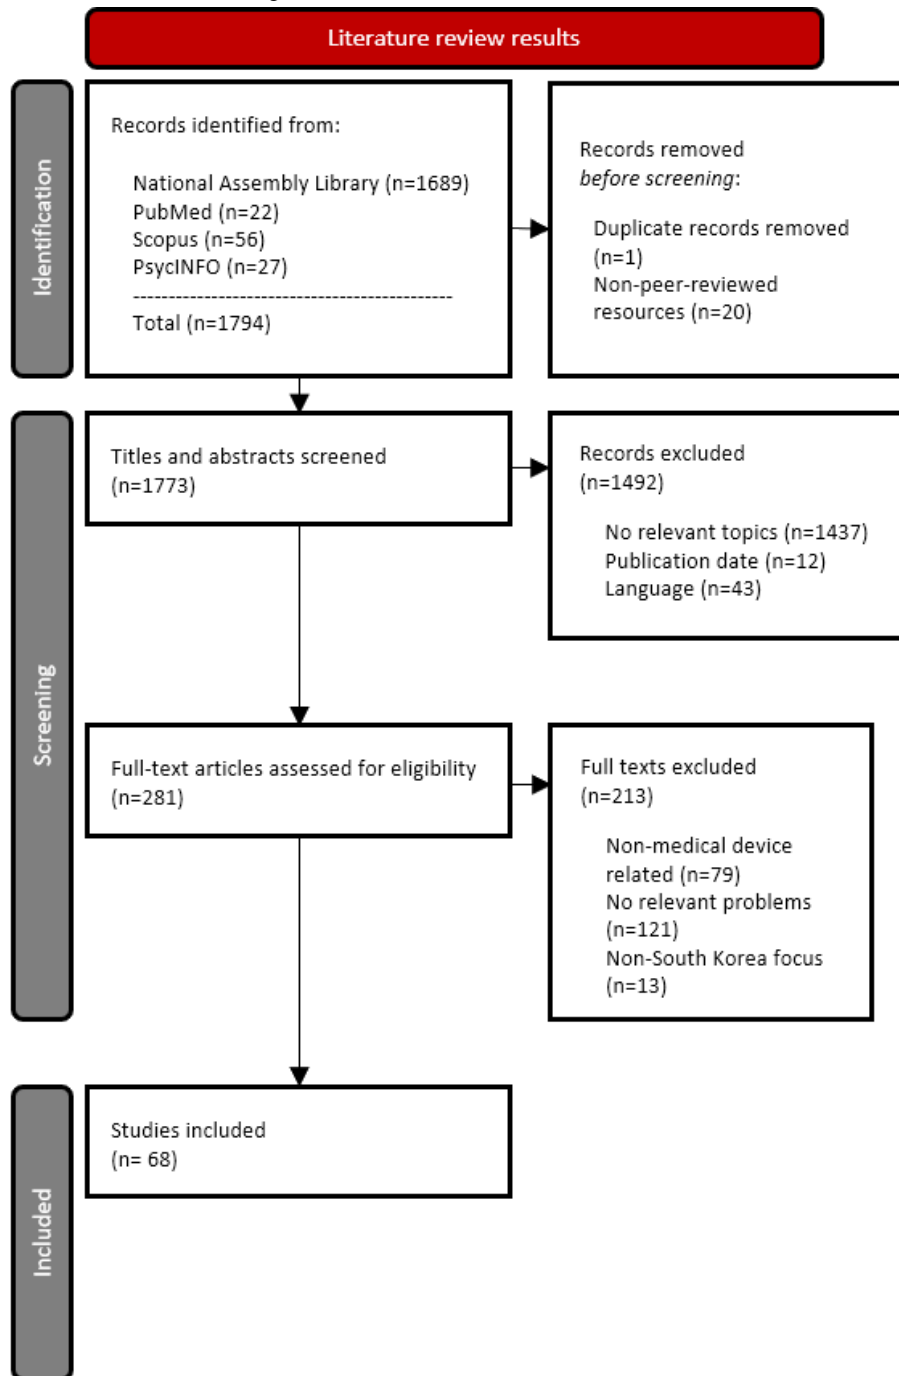 Literature review results
Identification
Records identified from:
National Assembly Library (n=1689)
PubMed (n=22)
Scopus (n=56)
PsycINFO (n=27)
---------------------------------------------
Total (n=1794)
Records removed
before screening:
Duplicate records removed
(n=1)
Non-peer-reviewed
resources (n=20)
Screening
Titles and abstracts screened
(n=1773)
Records excluded
(n=1492)
No relevant topics (n=1437)
Publication date (n=12)
Language (n=43)
Full-text articles assessed for eligibility
(n=281)
Full texts excluded
(n=213)
Non-medical device
related (n=79)
No relevant problems
(n=121)
Non-South Korea focus
(n=13)
Included
Studies included
(n= 68)